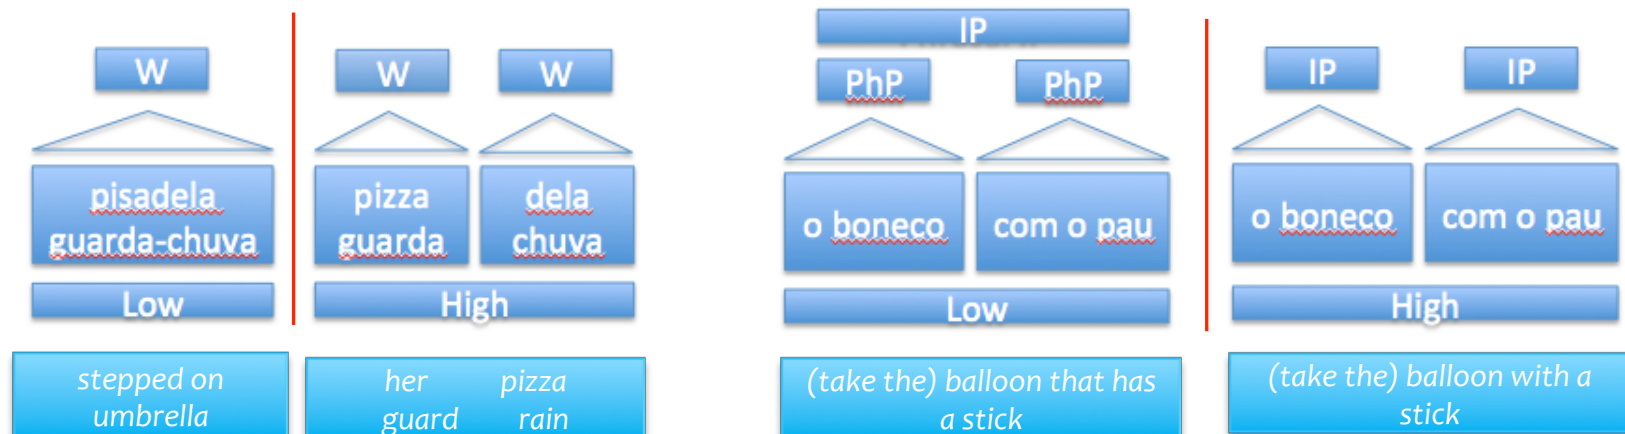 W
pisadela
guarda-chuva
Low
stepped on
umbrella
W W
pizza dela
guarda chuva
High
her pizza
guard rain
IP
PhP PhP
o boneco com o pau
Low
(take the) balloon that has
a stick
IP IP
o boneco com o pau
High
(take the) balloon with a
stick